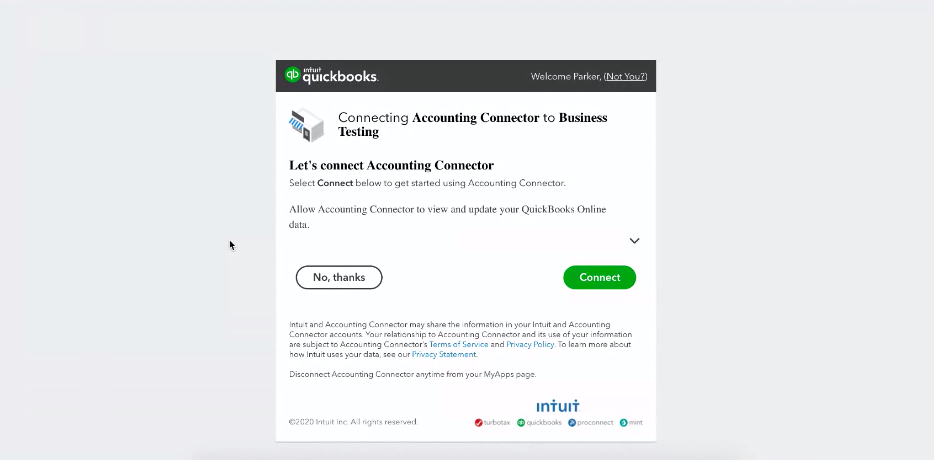 intuit
qb quickbooks.
Welcome Parker, (Not You?)
Connecting Accounting Connector to Business
Testing
Let's connect Accounting Connector
Select Connect below to get started using Accounting Connector.
Allow Accounting Connector to view and update your QuickBooks Online
data.
No, thanks
Connect
Intuit and Accounting Connector may share the information in your Intuit and Accounting
Connector accounts. Your relationship to Accounting Connector and its use of your information
are subject to Accounting Connector's Terms of Service and Privacy Policy. To learn more about
how Intuit uses your data, see our Privacy Statement.
Disconnect Accounting Connector anytime from your MyApps page.
intuit
©2020 Intuit Inc. All rights reserved.
turbotax quickbooks proconnect mint